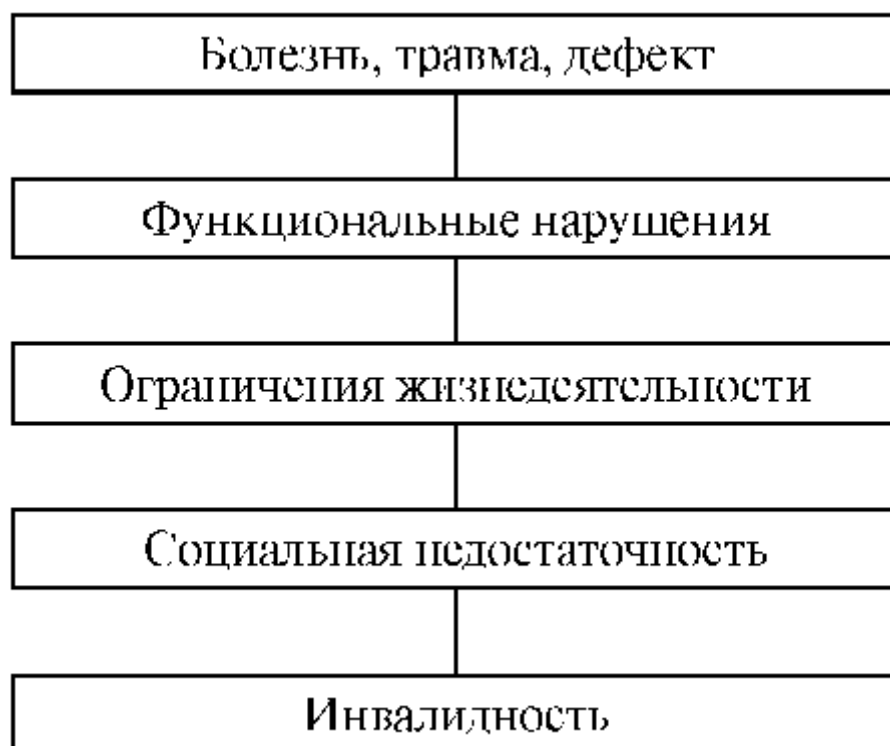 Болезнь, травма, дефект
Функциональные нарушения
Ограничения жизнедеятельности
Социальная недостаточность
Инвалидность